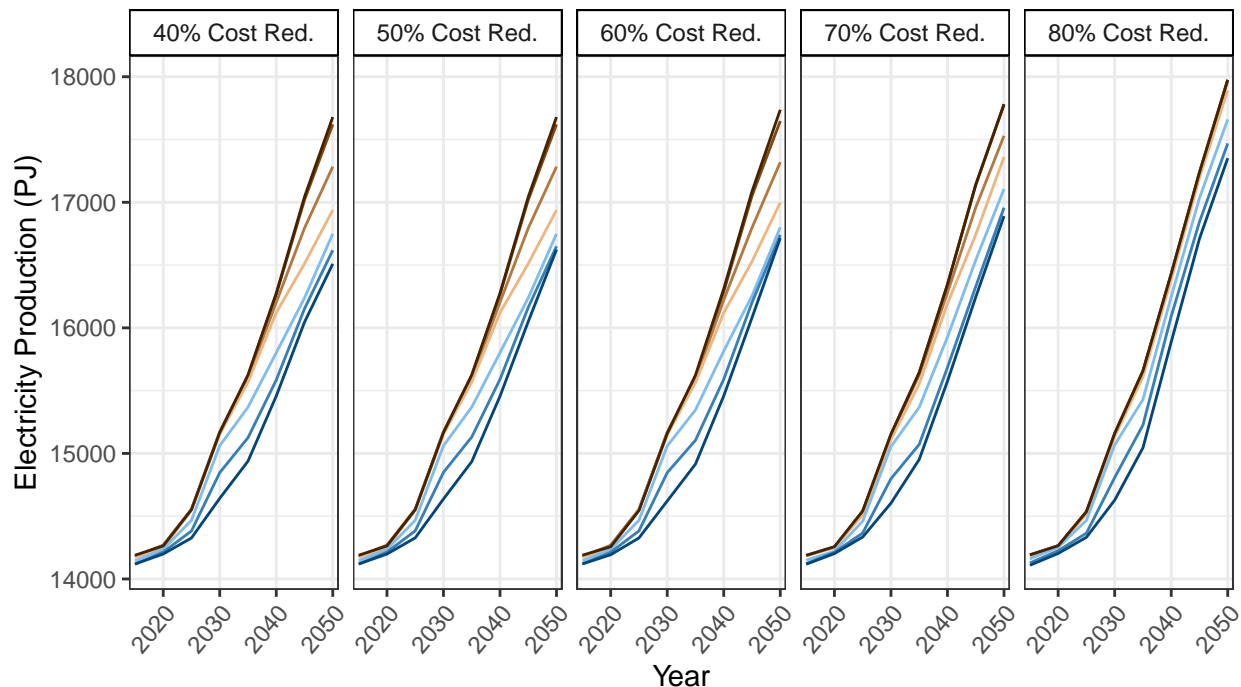 40% Cost Red.
50% Cost Red.
60% Cost Red.
70% Cost Red.
80% Cost Red.
Electricity Production (PJ)
18000
17000
16000
15000
14000
2020 2030 2040 2050
2020 2030 2040 2050
2020 2030 2040 2050
2020 2030 2040 2050
2020 2030 2040 2050
Year